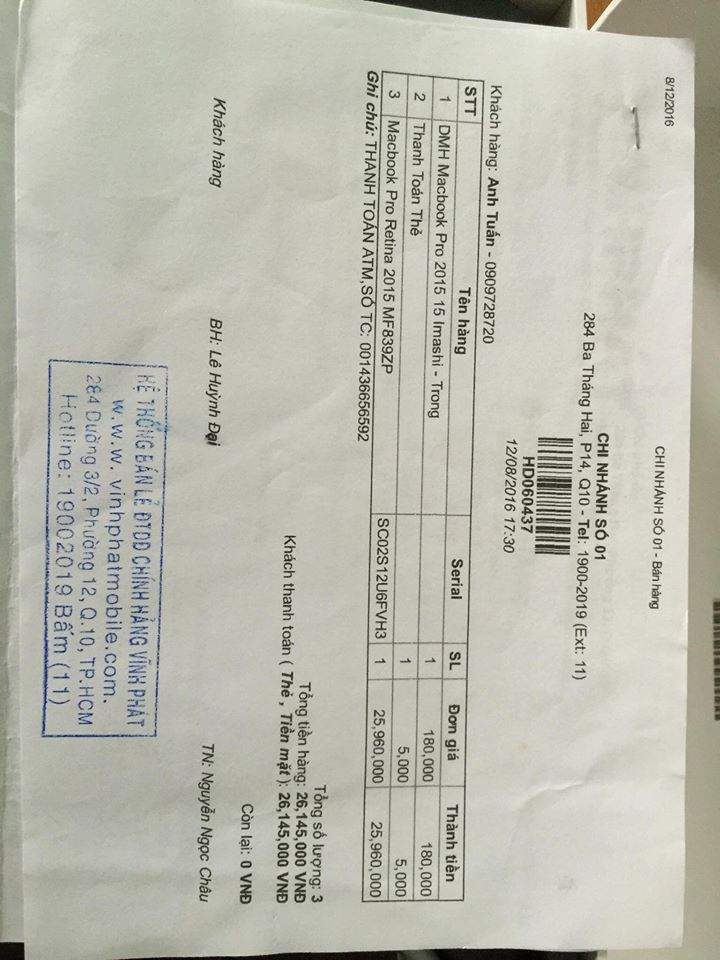 8/12/2016
CHI NHÁNH SỐ 01 - Bán hàng
CHI NHÁNH SỐ 01
284 Ba Tháng Hai, P14, Q10 - Tel: 1900-2019 (Ext: 11)
HD060437
12/08/2016 17:30
Khách hàng: Anh Tuấn - 0909728720
STT Tên hàng Serial SL Đơn giá Thành tiền
1 DMH Macbook Pro 2015 15 Imashi - Trong 1 180,000 180,000
2 Thanh Toán Thẻ 1 5,000 5,000
3 Macbook Pro Retina 2015 MF839ZP SC02S12U6FVH3 1 25,960,000 25,960,000
Ghi chú: THANH TOÁN ATM,SỐ TC: 001436656592
Tổng số lượng: 3
Tổng tiền hàng: 26,145,000 VNĐ
Khách thanh toán ( Thẻ , Tiền mặt ): 26,145,000 VNĐ
Còn lại: 0 VNĐ
Khách hàng BH: Lê Huỳnh Đại TN: Nguyễn Ngọc Châu
HỆ THỐNG BÁN LẺ ĐTDĐ CHÍNH HÃNG VĨNH PHÁT
w.w.w. vinhphatmobile.com.
284 Đường 3/2, Phường 12, Q.10, TP.HCM
Hotline: 19002019 Bấm (11)